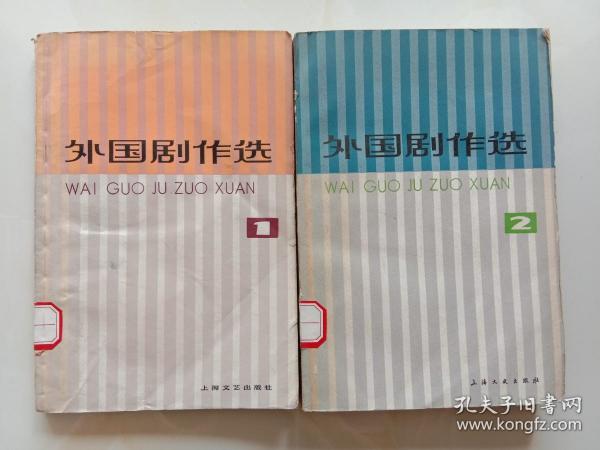 外国剧作选
WAI GUO JU ZUO XUAN
1
上海文艺出版社
外国剧作选
WAI GUO JU ZUO XUAN
2
上海文艺出版社
孔夫子旧书网
www.kongfz.com